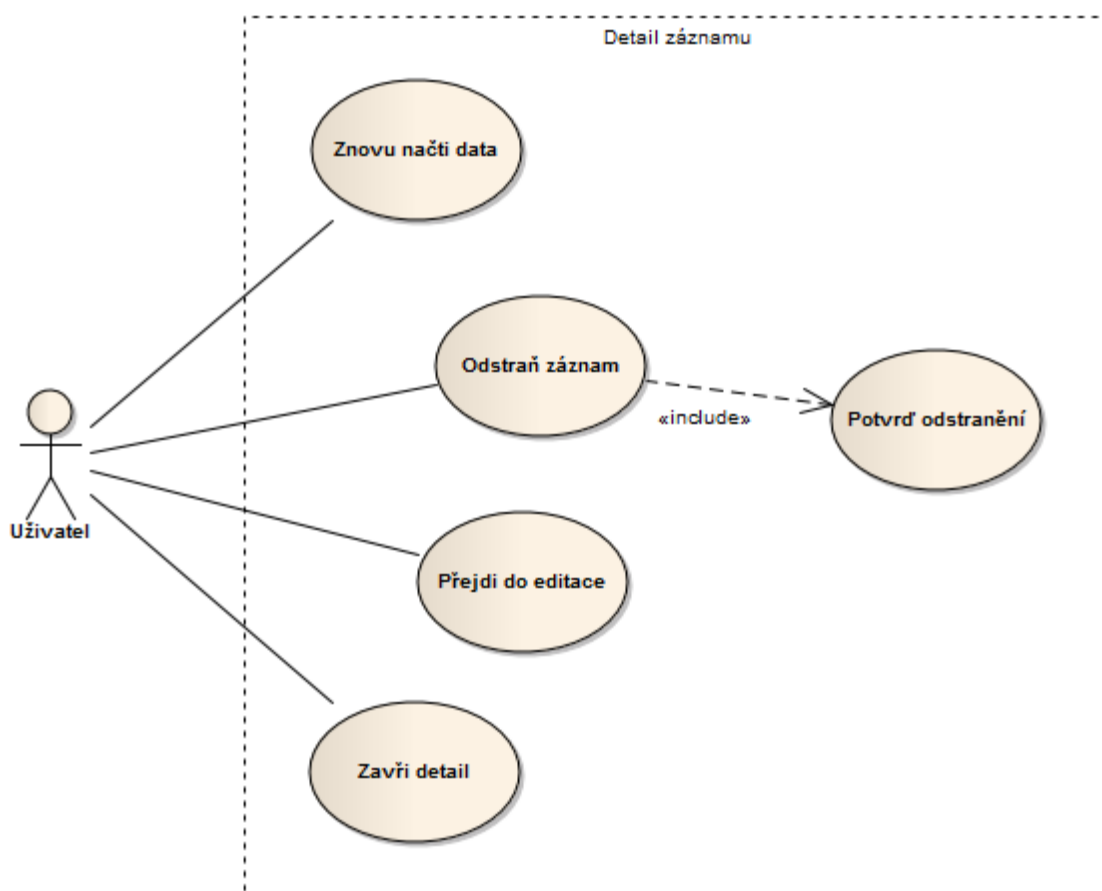 Detail záznamu
Znovu načti data
Odstraň záznam
«include»
Potvrď odstranění
Uživatel
Přejdi do editace
Zavři detail